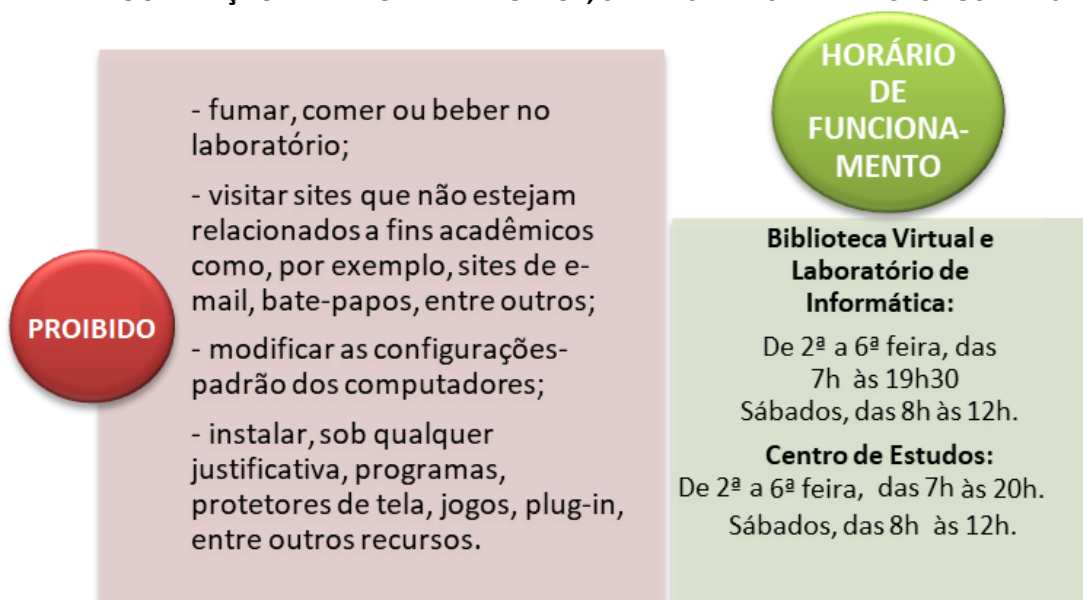 PROIBIDO
- fumar, comer ou beber no
laboratório;
- visitar sites que não estejam
relacionados a fins acadêmicos
como, por exemplo, sites de e-
mail, bate-papos, entre outros;
- modificar as configurações-
padrão dos computadores;
- instalar, sob qualquer
justificativa, programas,
protetores de tela, jogos, plug-in,
entre outros recursos.
HORÁRIO
DE
FUNCIONA-
MENTO
Biblioteca Virtual e
Laboratório de
Informática:
De 2ª a 6ª feira, das
7h às 19h30
Sábados, das 8h às 12h.
Centro de Estudos:
De 2ª a 6ª feira, das 7h às 20h.
Sábados, das 8h às 12h.